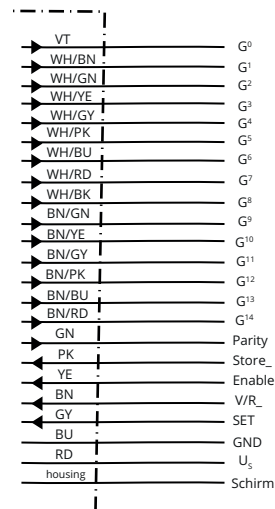 VT G⁰
WH/BN G¹
WH/GN G²
WH/YE G³
WH/GY G⁴
WH/PK G⁵
WH/BU G⁶
WH/RD G⁷
WH/BK G⁸
BN/GN G⁹
BN/YE G¹⁰
BN/GY G¹¹
BN/PK G¹²
BN/BU G¹³
BN/RD G¹⁴
GN Parity
PK Store_
YE Enable
BN V/R_
GY SET
BU GND
RD Uₛ
housing Schirm